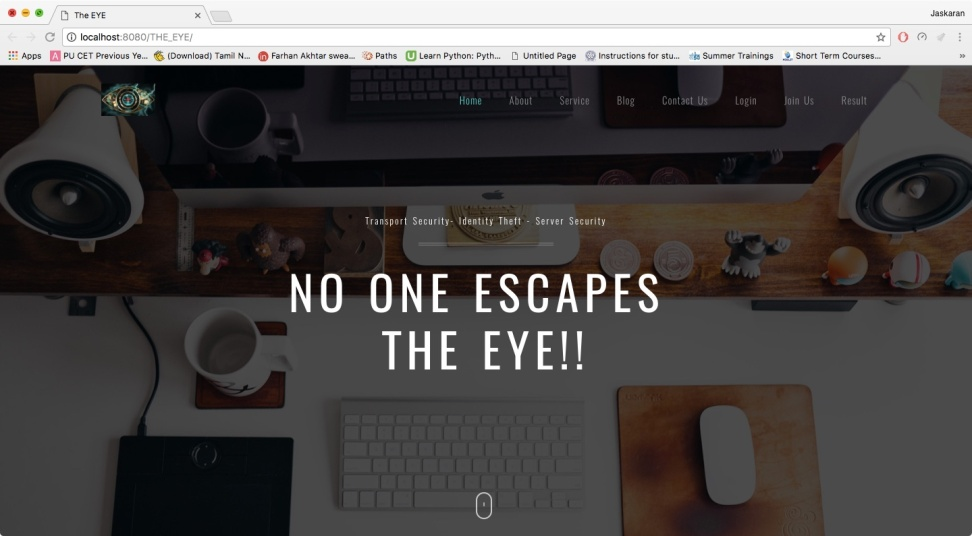 The EYE
Jaskaran
localhost:8080/THE_EYE/
Apps PU CET Previous Ye... (Download) Tamil N... Farhan Akhtar swea... Paths Learn Python: Pyth... Untitled Page Instructions for stu... Summer Trainings Short Term Courses... »
Home About Service Blog Contact Us Login Join Us Result
Transport Security- Identity Theft - Server Security
NO ONE ESCAPES
THE EYE!!